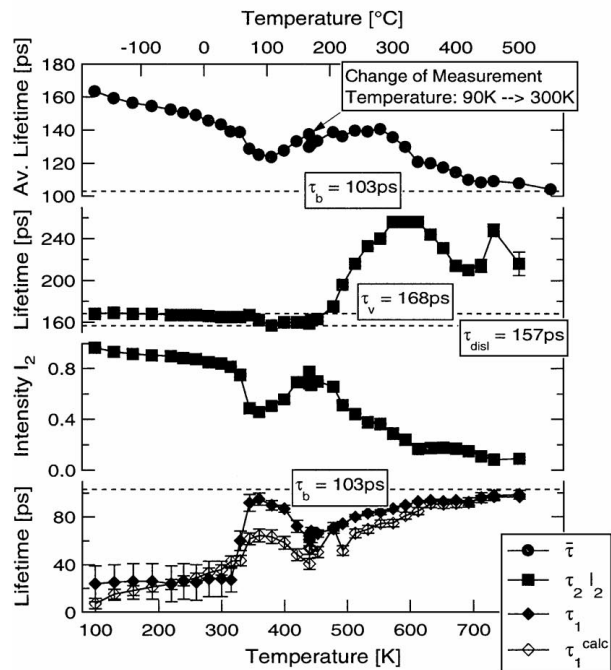 Temperature [°C]
-100 0 100 200 300 400 500
Av. Lifetime [ps]
180
160
140
120
100
Change of Measurement
Temperature: 90K --> 300K
τb = 103ps
Lifetime [ps]
240
200
160
τv = 168ps
τdisl = 157ps
Intensity I2
0.8
0.4
0.0
Lifetime [ps]
80
40
0
τb = 103ps
100 200 300 400 500 600 700
Temperature [K]
τ̄
τ2 I2
τ1
τ1calc